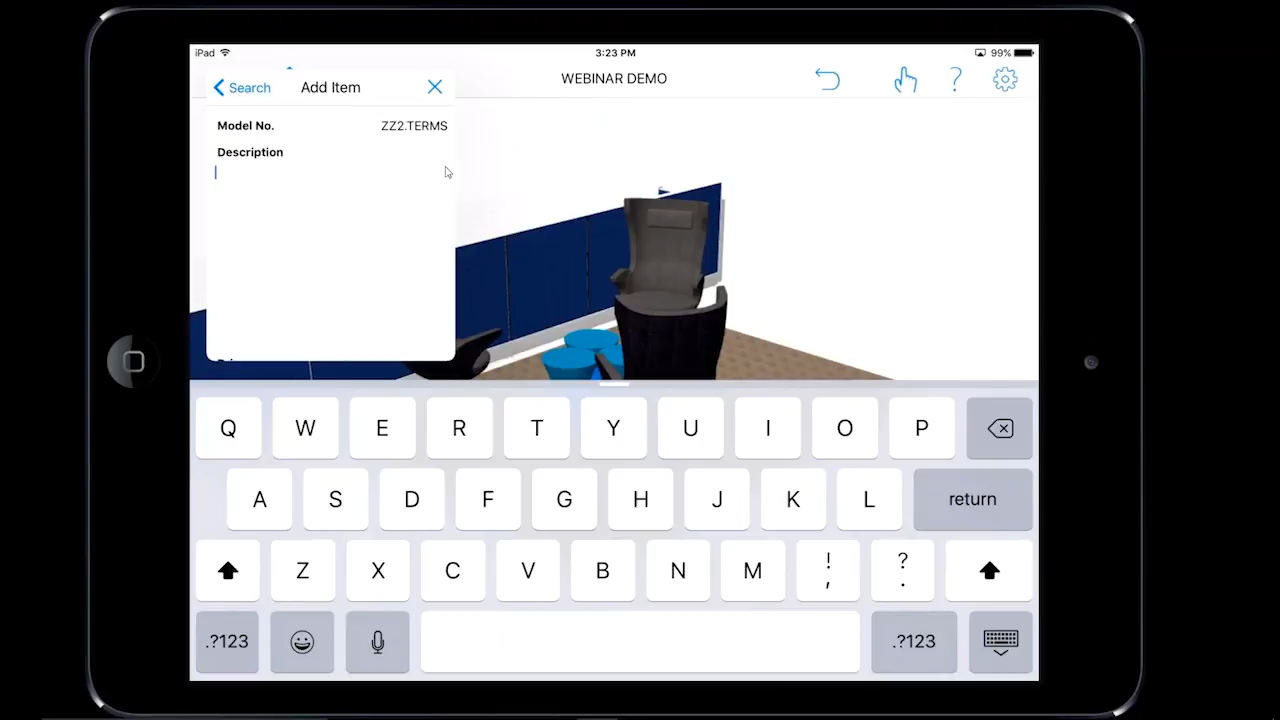 iPad 3:23 PM 99%
Search Add Item WEBINAR DEMO ?
Model No. ZZ2.TERMS
Description
Q W E R T Y U I O P
A S D F G H J K L return
Z X C V B N M ! , ? .
.?123 .?123